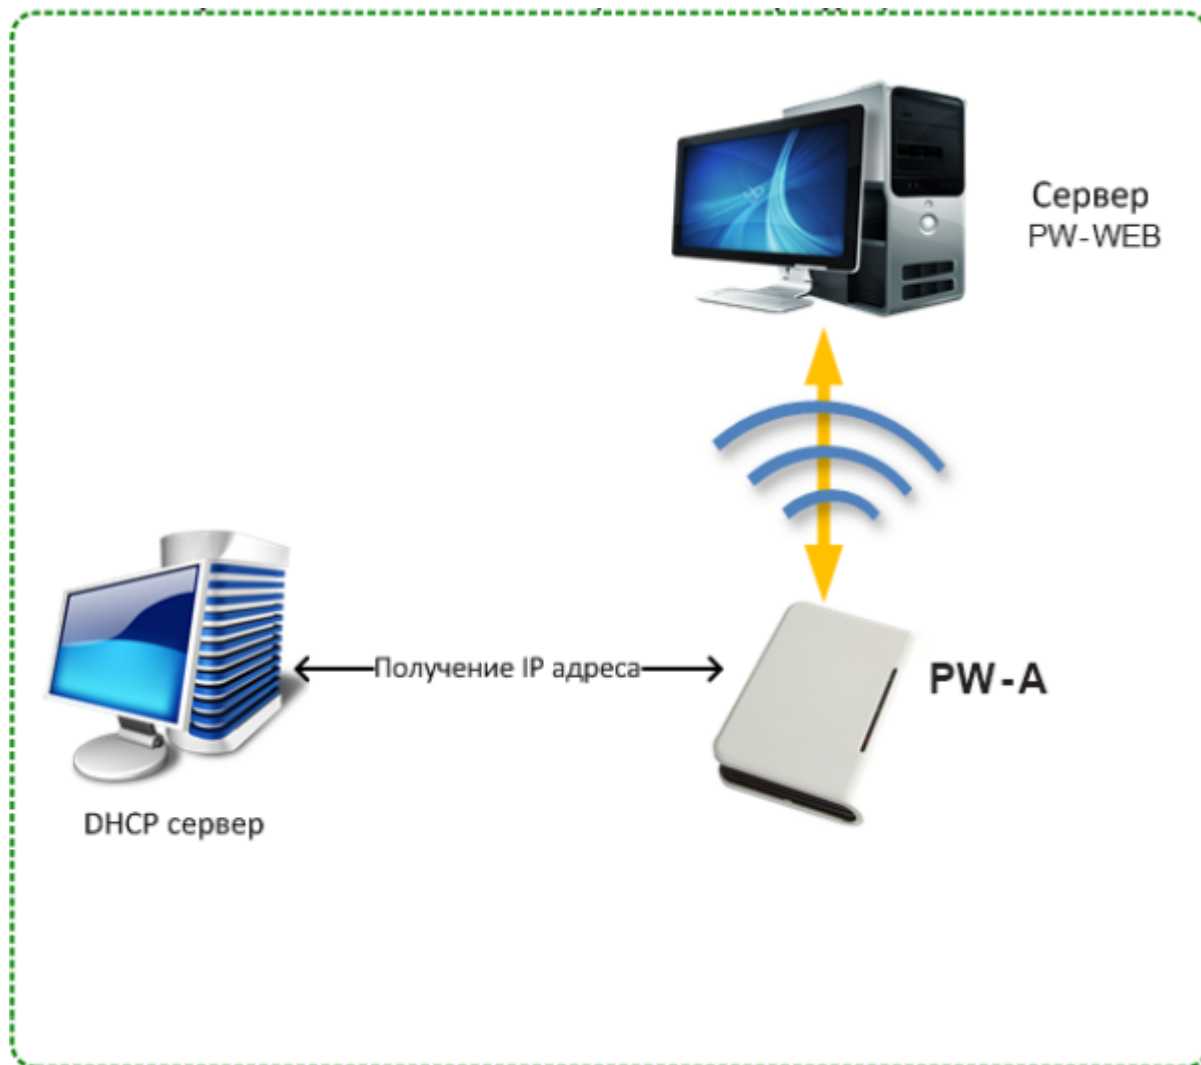 Сервер
PW-WEB
Получение IP адреса
PW-A
DHCP сервер